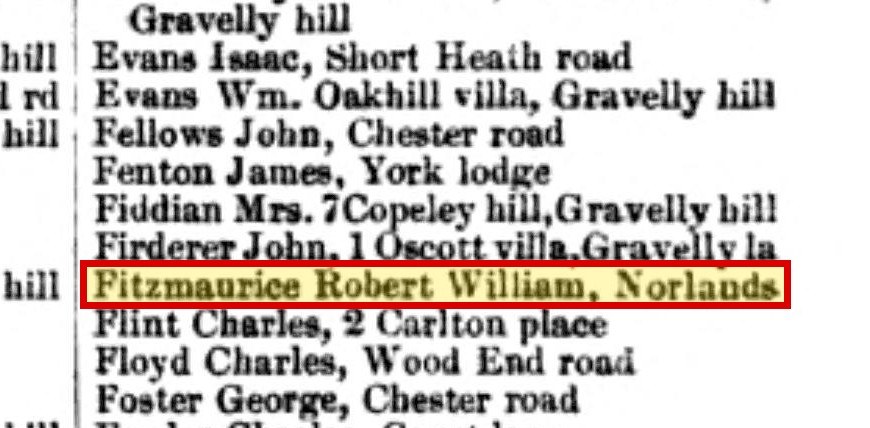 Gravelly hill
hill Evans Isaac, Short Heath road
l rd Evans Wm. Oakhill villa, Gravelly hill
hill Fellows John, Chester road
Fenton James, York lodge
Fiddian Mrs. 7 Copeley hill, Gravelly hill
Firderer John, 1 Oscott villa, Gravelly la
hill Fitzmaurice Robert William, Norlands
Flint Charles, 2 Carlton place
Floyd Charles, Wood End road
Foster George, Chester road